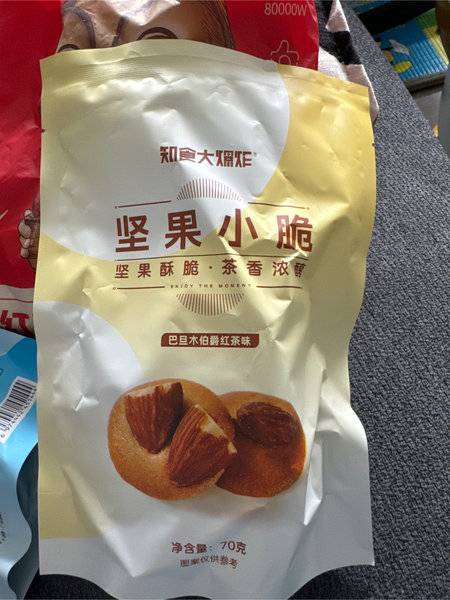 80000W
知食大爆炸®
坚果小脆
坚果酥脆·茶香浓郁
ENJOY THE MOMENT
巴旦木伯爵红茶味
净含量：70克
图案仅供参考
红